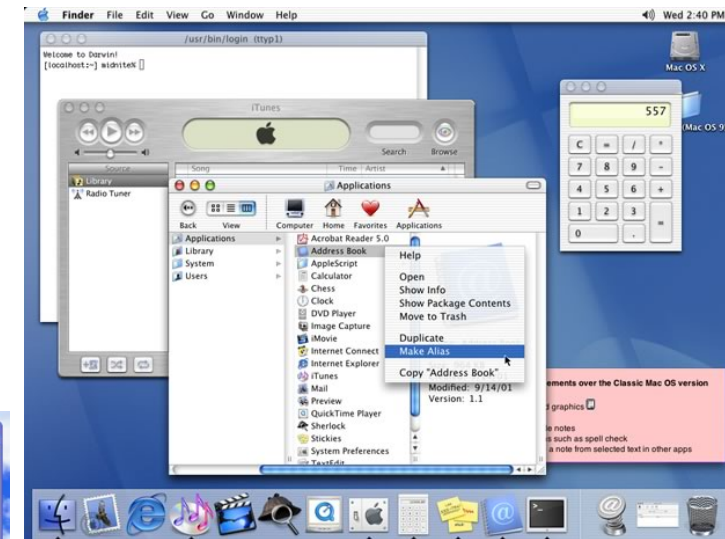 Finder File Edit View Go Window Help
Wed 2:40 PM
/usr/bin/login (ttyp1)
Welcome to Darwin!
[localhost:~] midnite%
Mac OS X
(Mac OS 9
iTunes
Search
Browse
Source
Song
Time
Artist
Library
Radio Tuner
557
C = / *
7 8 9 -
4 5 6 +
1 2 3 =
0 .
Applications
Back
View
Computer
Home
Favorites
Applications
Applications
Library
System
Users
Acrobat Reader 5.0
Address Book
AppleScript
Calculator
Chess
Clock
DVD Player
Image Capture
iMovie
Internet Connect
Internet Explorer
iTunes
Mail
Preview
QuickTime Player
Sherlock
Stickies
System Preferences
TextEdit
Help
Open
Show Info
Show Package Contents
Move to Trash
Duplicate
Make Alias
Copy "Address Book"
Modified: 9/14/01
Version: 1.1
ements over the Classic Mac OS version
d graphics
le notes
s such as spell check
a note from selected text in other apps